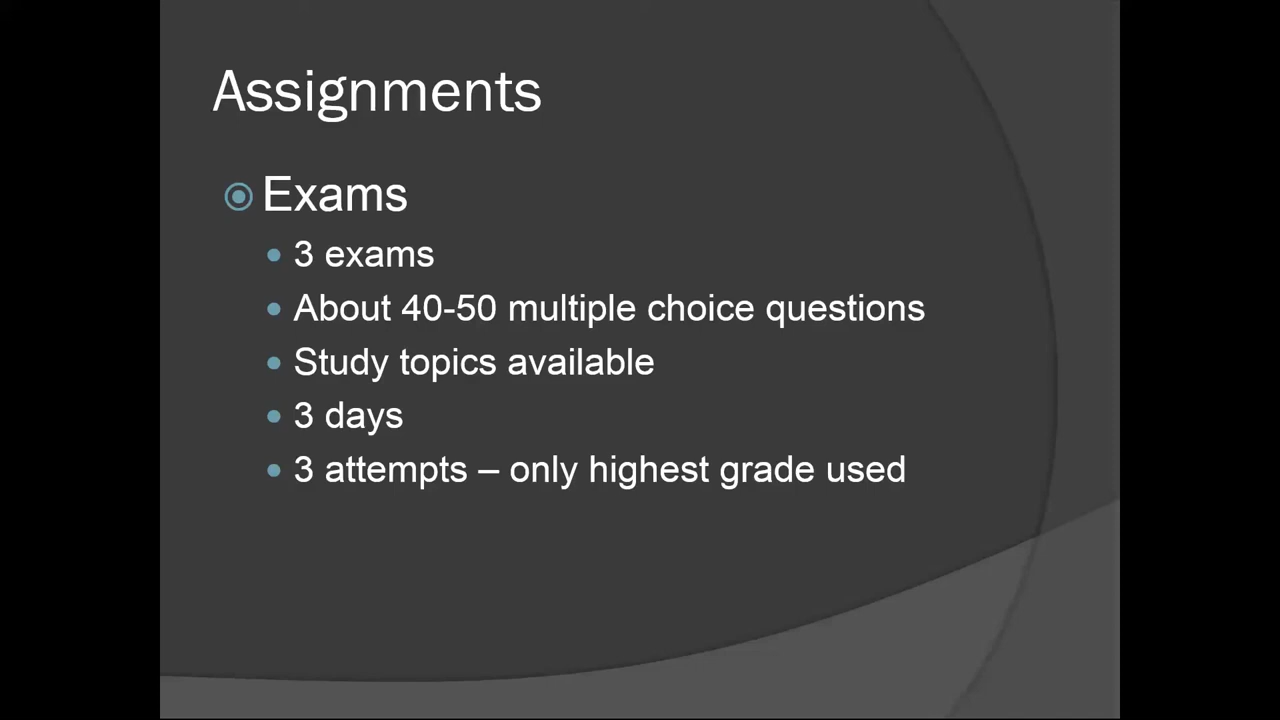 Assignments
Exams
3 exams
About 40-50 multiple choice questions
Study topics available
3 days
3 attempts – only highest grade used